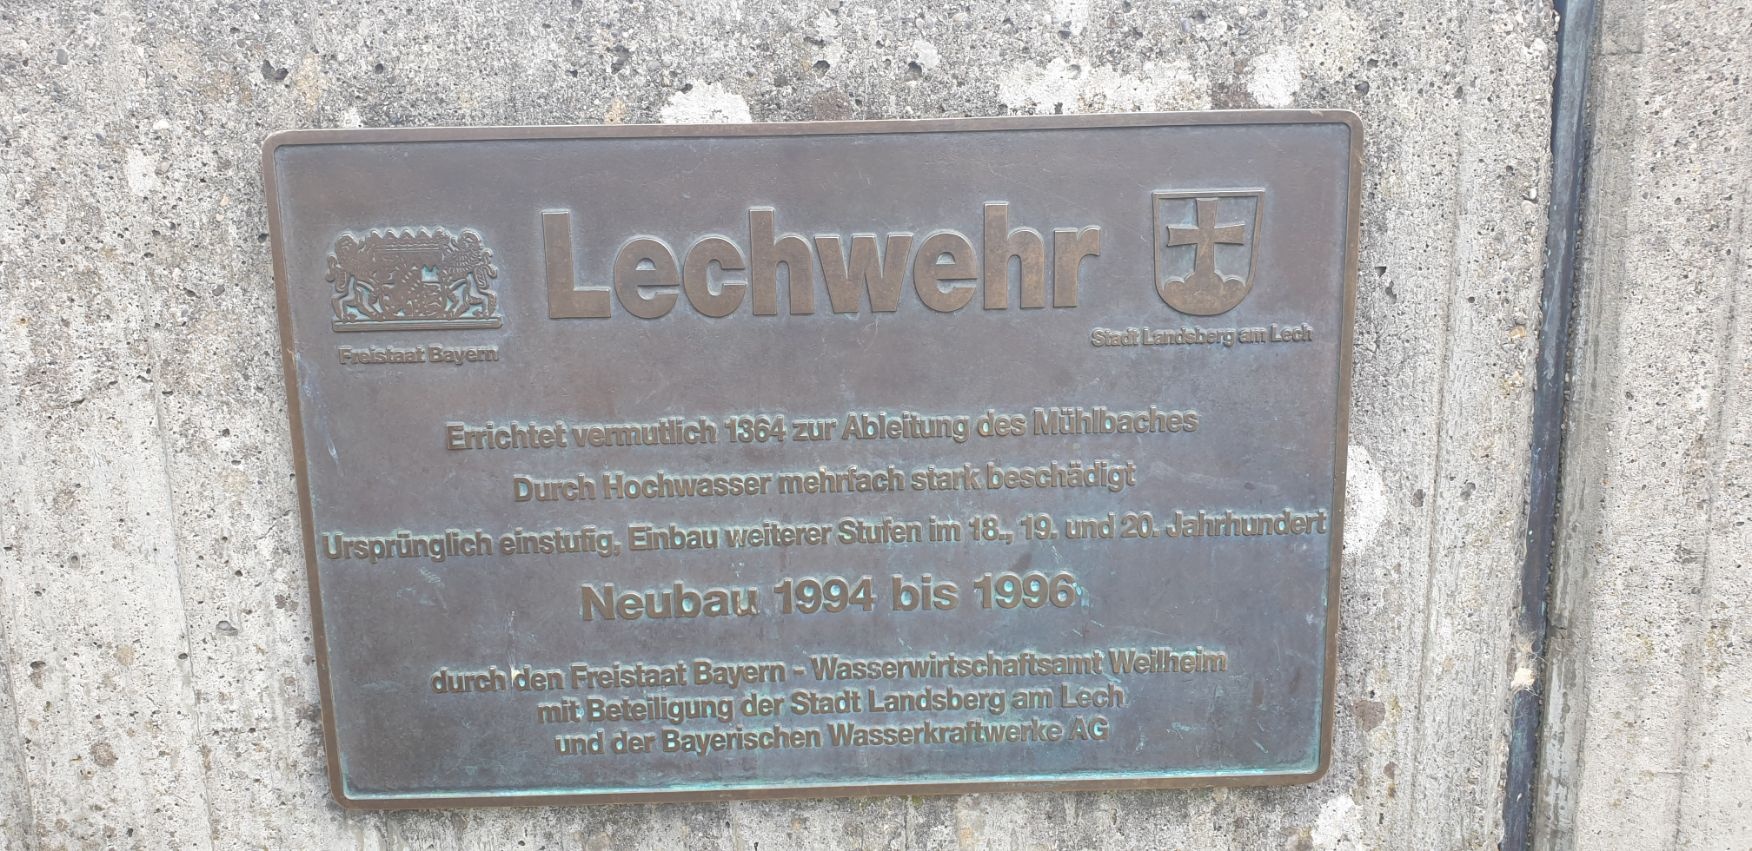 Lechwehr
Freistaat Bayern
Stadt Landsberg am Lech
Errichtet vermutlich 1364 zur Ableitung des Mühlbaches
Durch Hochwasser mehrfach stark beschädigt
Ursprünglich einstufig, Einbau weiterer Stufen im 18., 19. und 20. Jahrhundert
Neubau 1994 bis 1996
durch den Freistaat Bayern - Wasserwirtschaftsamt Weilheim
mit Beteiligung der Stadt Landsberg am Lech
und der Bayerischen Wasserkraftwerke AG